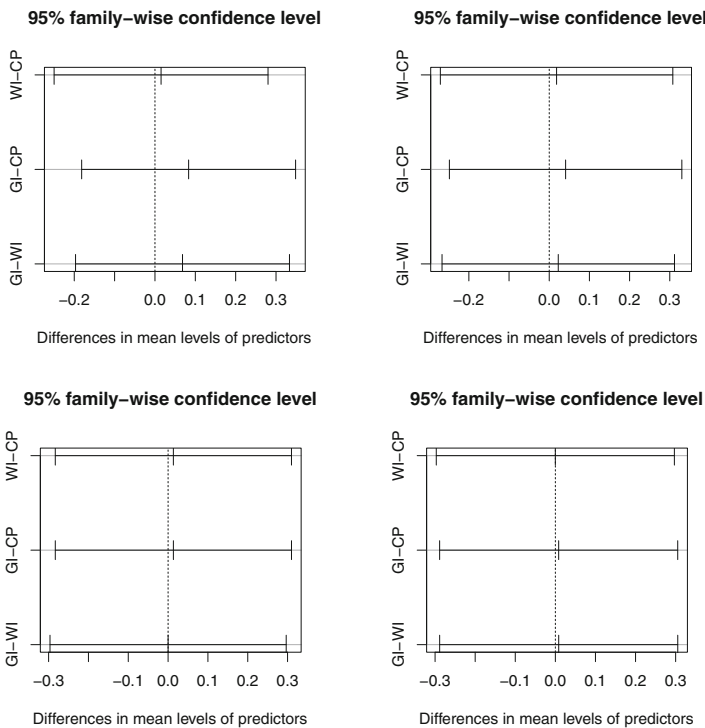 95% family−wise confidence level
WI−CP
GI−CP
GI−WI
−0.2 0.0 0.1 0.2 0.3
Differences in mean levels of predictors
95% family−wise confidence level
WI−CP
GI−CP
GI−WI
−0.2 0.0 0.1 0.2 0.3
Differences in mean levels of predictors
95% family−wise confidence level
WI−CP
GI−CP
GI−WI
−0.3 −0.1 0.0 0.1 0.2 0.3
Differences in mean levels of predictors
95% family−wise confidence level
WI−CP
GI−CP
GI−WI
−0.3 −0.1 0.0 0.1 0.2 0.3
Differences in mean levels of predictors